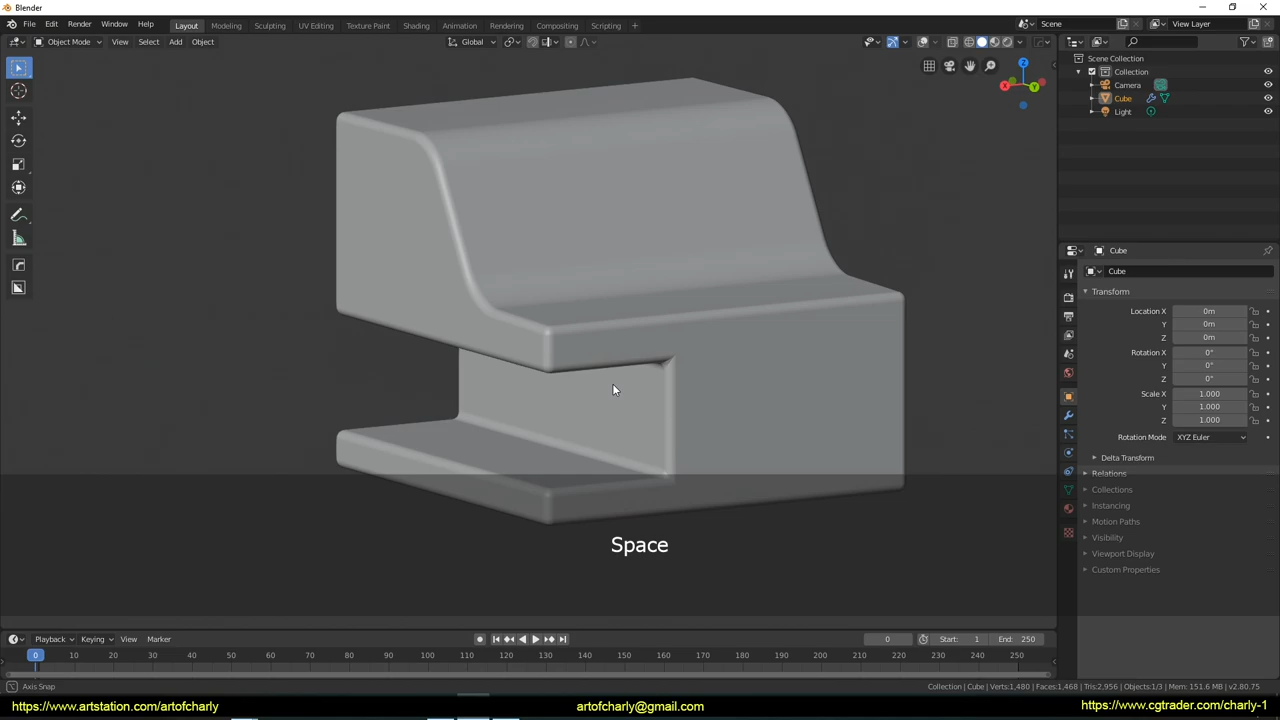 Blender
File Edit Render Window Help
Layout Modeling Sculpting UV Editing Texture Paint Shading Animation Rendering Compositing Scripting +
Scene
View Layer
Object Mode View Select Add Object
Global
Scene Collection
Collection
Camera
Cube
Light
X Y Z
Cube
Cube
Transform
Location X 0m
Y 0m
Z 0m
Rotation X 0°
Y 0°
Z 0°
Scale X 1.000
Y 1.000
Z 1.000
Rotation Mode XYZ Euler
Delta Transform
Relations
Collections
Instancing
Motion Paths
Visibility
Viewport Display
Custom Properties
Space
Playback Keying View Marker
0 Start: 1 End: 250
0 10 20 30 40 50 60 70 80 90 100 110 120 130 140 150 160 170 180 190 200 210 220 230 240 250
Axis Snap
Collection | Cube | Verts:1,480 | Faces:1,468 | Tris:2,956 | Objects:1/3 | Mem: 151.6 MB | v2.80.75
https://www.artstation.com/artofcharly artofcharly@gmail.com https://www.cgtrader.com/charly-1